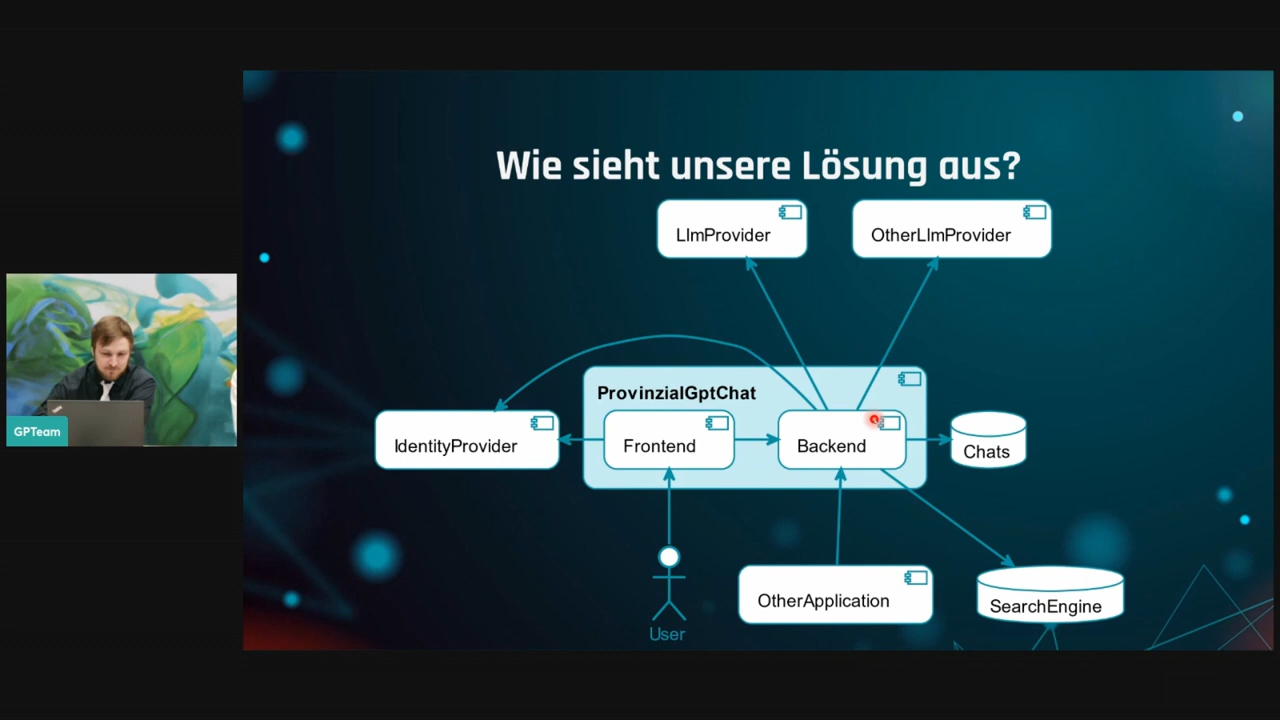 Wie sieht unsere Lösung aus?
LlmProvider
OtherLlmProvider
ProvinzialGptChat
IdentityProvider
Frontend
Backend
Chats
GPTeam
OtherApplication
SearchEngine
User